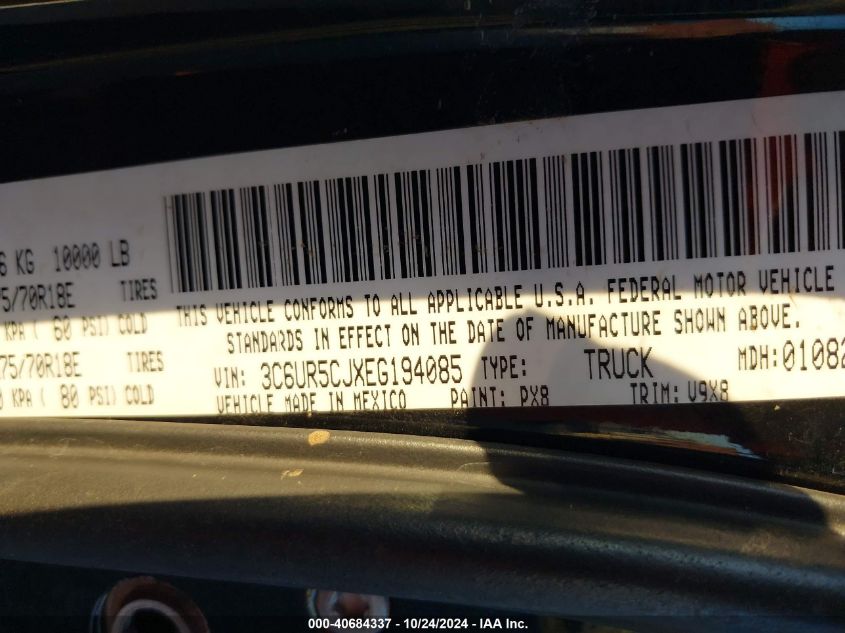 6 KG 10000 LB
75/70R18E TIRES
KPA ( 60 PSI) COLD
75/70R18E TIRES
0 KPA ( 80 PSI) COLD
THIS VEHICLE CONFORMS TO ALL APPLICABLE U.S.A. FEDERAL MOTOR VEHICLE
STANDARDS IN EFFECT ON THE DATE OF MANUFACTURE SHOWN ABOVE.
VIN: 3C6UR5CJXEG194085 TYPE: TRUCK MDH:01082
VEHICLE MADE IN MEXICO PAINT: PX8 TRIM: V9X8
000-40684337 - 10/24/2024 - IAA Inc.